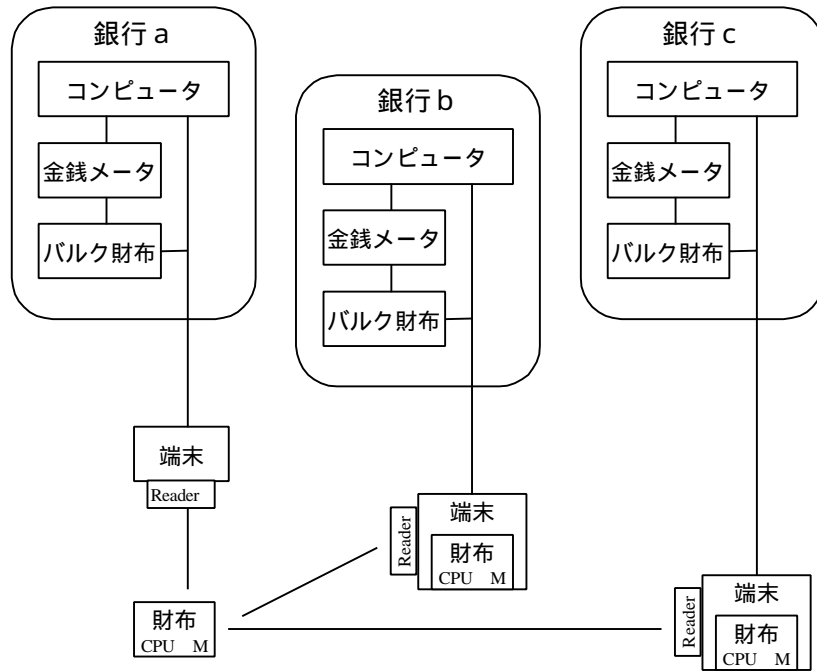 銀行a
コンピュータ
金銭メータ
バルク財布
端末
Reader
財布
CPU M
銀行b
コンピュータ
金銭メータ
バルク財布
端末
Reader
財布
CPU M
銀行c
コンピュータ
金銭メータ
バルク財布
端末
Reader
財布
CPU M